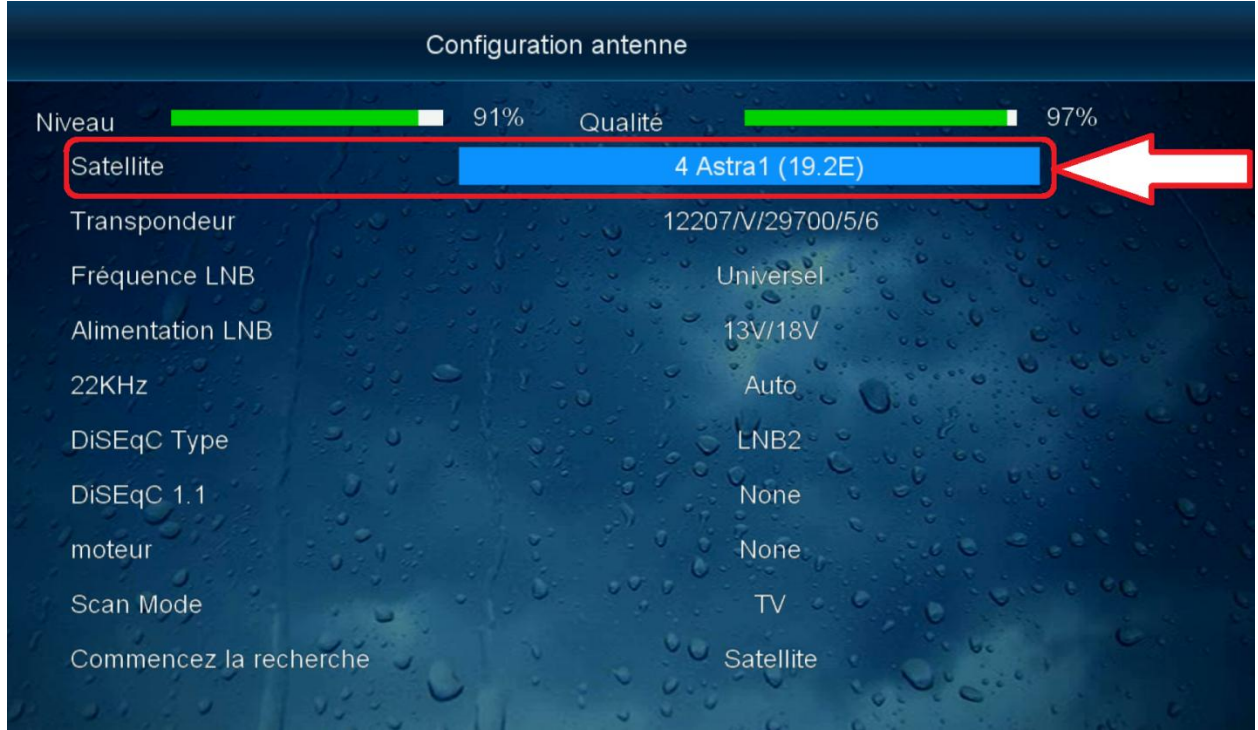 Configuration antenne
Niveau 91% Qualité 97%
Satellite 4 Astra1 (19.2E)
Transpondeur 12207/V/29700/5/6
Fréquence LNB Universel
Alimentation LNB 13V/18V
22KHz Auto
DiSEqC Type LNB2
DiSEqC 1.1 None
moteur None
Scan Mode TV
Commencez la recherche Satellite